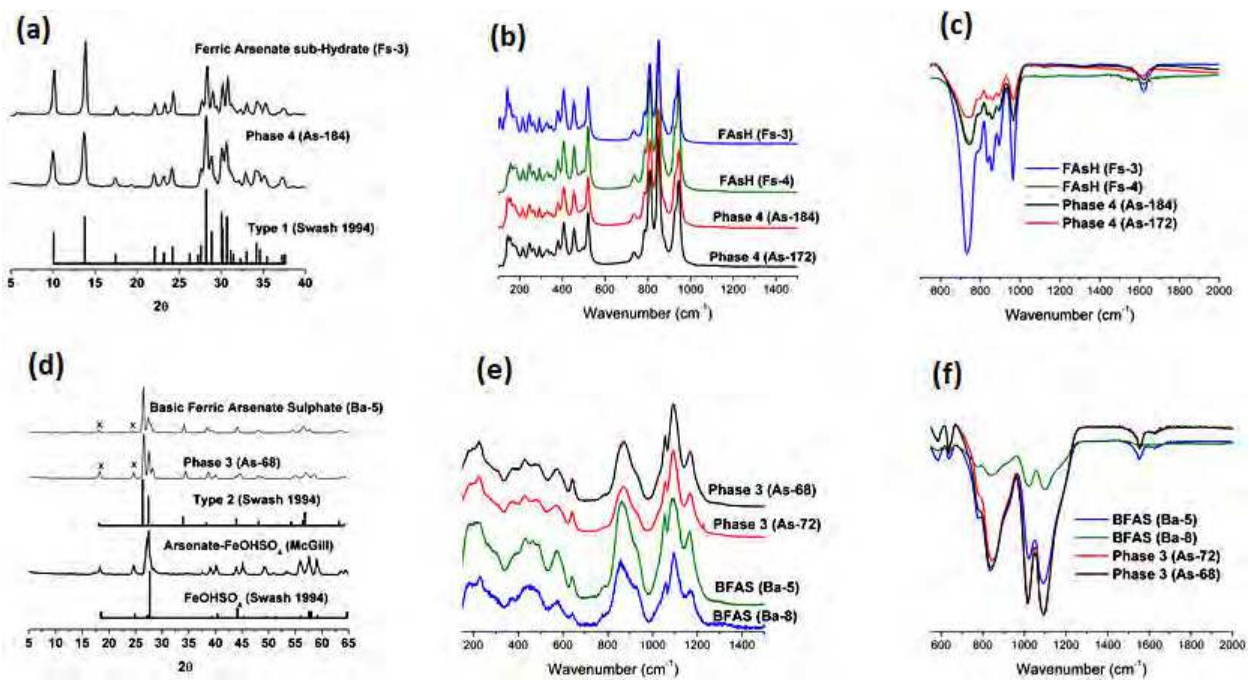 (a)
Ferric Arsenate sub-Hydrate (Fs-3)
Phase 4 (As-184)
Type 1 (Swash 1994)
5 10 15 20 25 30 35 40
2θ
(b)
FAsH (Fs-3)
FAsH (Fs-4)
Phase 4 (As-184)
Phase 4 (As-172)
200 400 600 800 1000 1200 1400
Wavenumber (cm⁻¹)
(c)
FAsH (Fs-3)
FAsH (Fs-4)
Phase 4 (As-184)
Phase 4 (As-172)
600 800 1000 1200 1400 1600 1800 2000
Wavenumber (cm⁻¹)
(d)
Basic Ferric Arsenate Sulphate (Ba-5)
x x
Phase 3 (As-68)
x x
Type 2 (Swash 1994)
Arsenate-FeOHSO₄ (McGill)
FeOHSO₄ (Swash 1994)
5 10 15 20 25 30 35 40 45 50 55 60 65
2θ
(e)
Phase 3 (As-68)
Phase 3 (As-72)
BFAS (Ba-5)
BFAS (Ba-8)
200 400 600 800 1000 1200 1400
Wavenumber (cm⁻¹)
(f)
BFAS (Ba-5)
BFAS (Ba-8)
Phase 3 (As-72)
Phase 3 (As-68)
600 800 1000 1200 1400 1600 1800 2000
Wavenumber (cm⁻¹)